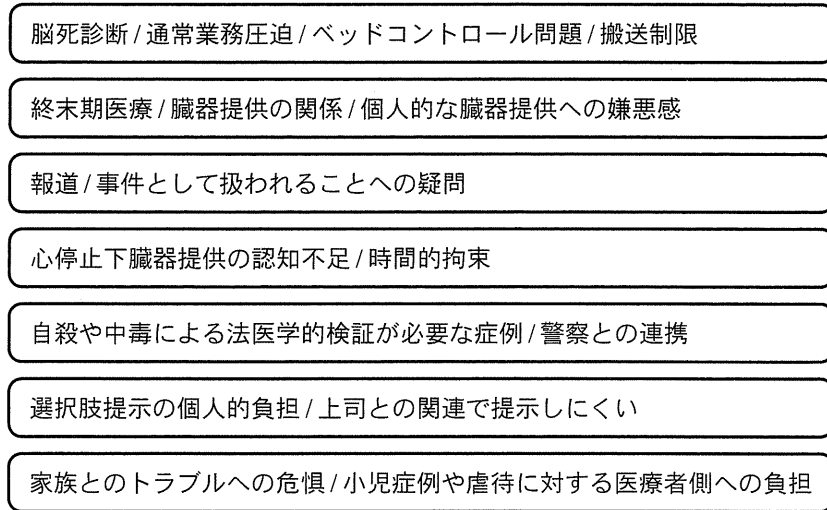 脳死診断 / 通常業務圧迫 / ベッドコントロール問題 / 搬送制限
終末期医療 / 臓器提供の関係 / 個人的な臓器提供への嫌悪感
報道 / 事件として扱われることへの疑問
心停止下臓器提供の認知不足 / 時間的拘束
自殺や中毒による法医学的検証が必要な症例 / 警察との連携
選択肢提示の個人的負担 / 上司との関連で提示しにくい
家族とのトラブルへの危惧 / 小児症例や虐待に対する医療者側への負担